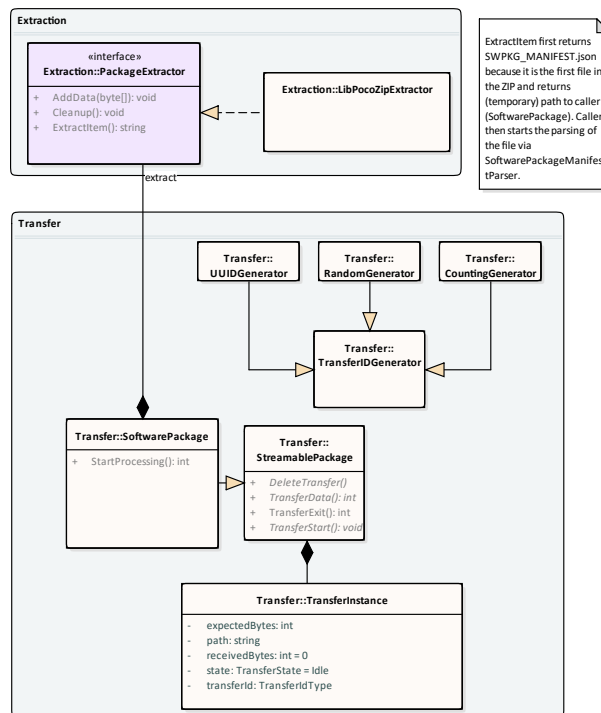 Extraction
«interface»
Extraction::PackageExtractor
+ AddData(byte[]): void
+ Cleanup(): void
+ ExtractItem(): string
Extraction::LibPocoZipExtractor
ExtractItem first returns
SWPKG_MANIFEST.json
because it is the first file in
the ZIP and returns
(temporary) path to caller
(SoftwarePackage). Caller
then starts the parsing of
the file via
SoftwarePackageManifes
tParser.
extract
Transfer
Transfer::
UUIDGenerator
Transfer::
RandomGenerator
Transfer::
CountingGenerator
Transfer::
TransferIDGenerator
Transfer::SoftwarePackage
+ StartProcessing(): int
Transfer::
StreamablePackage
+ DeleteTransfer()
+ TransferData(): int
+ TransferExit(): int
+ TransferStart(): void
Transfer::TransferInstance
- expectedBytes: int
- path: string
- receivedBytes: int = 0
- state: TransferState = Idle
- transferId: TransferIdType